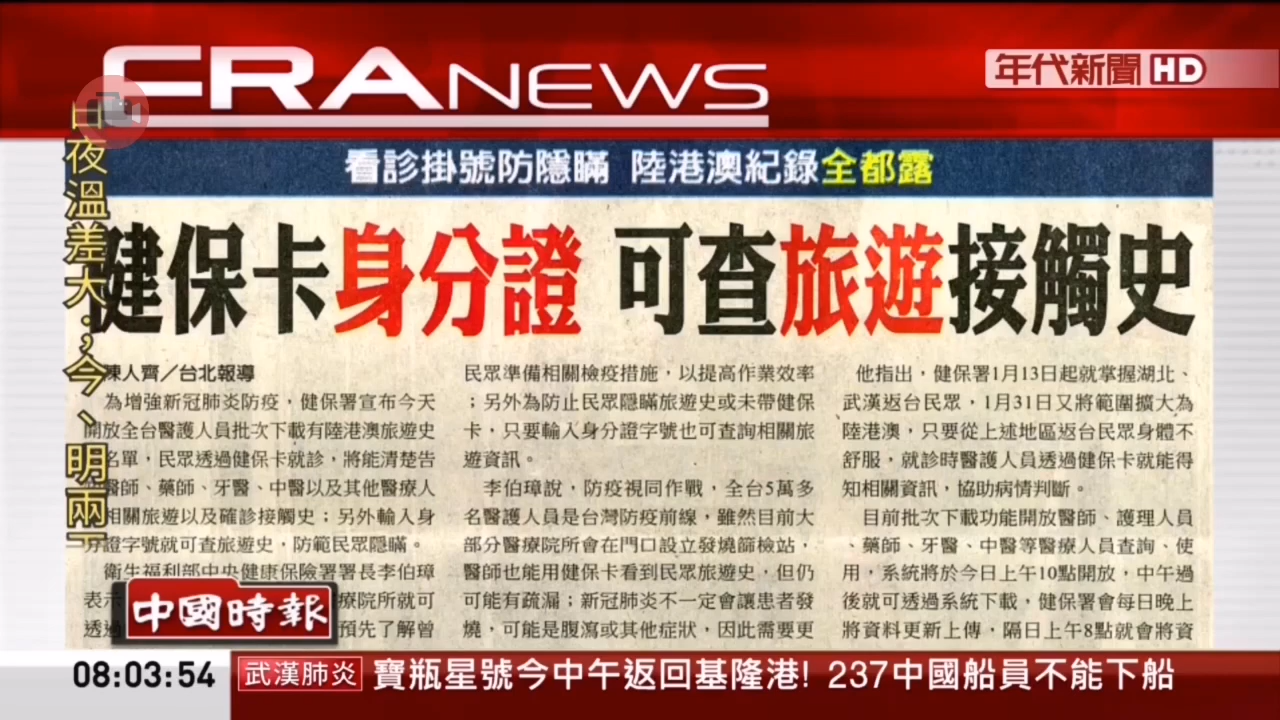 ERANEWS
年代新聞HD
日夜溫差大;今、明兩
看診掛號防隱瞞 陸港澳紀錄全都露
健保卡身分證 可查旅遊接觸史
陳人齊／台北報導
為增強新冠肺炎防疫，健保署宣布今天
開放全台醫護人員批次下載有陸港澳旅遊史
名單，民眾透過健保卡就診，將能清楚告
醫師、藥師、牙醫、中醫以及其他醫療人
相關旅遊以及確診接觸史；另外輸入身
分證字號就可查旅遊史，防範民眾隱瞞。
衛生福利部中央健康保險署署長李伯璋
表示
療院所就可
透過
預先了解曾
民眾準備相關檢疫措施，以提高作業效率
；另外為防止民眾隱瞞旅遊史或未帶健保
卡，只要輸入身分證字號也可查詢相關旅
遊資訊。
李伯璋說，防疫視同作戰，全台5萬多
名醫護人員是台灣防疫前線，雖然目前大
部分醫療院所會在門口設立發燒篩檢站，
醫師也能用健保卡看到民眾旅遊史，但仍
可能有疏漏；新冠肺炎不一定會讓患者發
燒，可能是腹瀉或其他症狀，因此需要更
他指出，健保署1月13日起就掌握湖北、
武漢返台民眾，1月31日又將範圍擴大為
陸港澳，只要從上述地區返台民眾身體不
舒服，就診時醫護人員透過健保卡就能得
知相關資訊，協助病情判斷。
目前批次下載功能開放醫師、護理人員
、藥師、牙醫、中醫等醫療人員查詢、使
用，系統將於今日上午10點開放，中午過
後就可透過系統下載，健保署會每日晚上
將資料更新上傳，隔日上午8點就會將資
中國時報
08:03:54
武漢肺炎
寶瓶星號今中午返回基隆港! 237中國船員不能下船